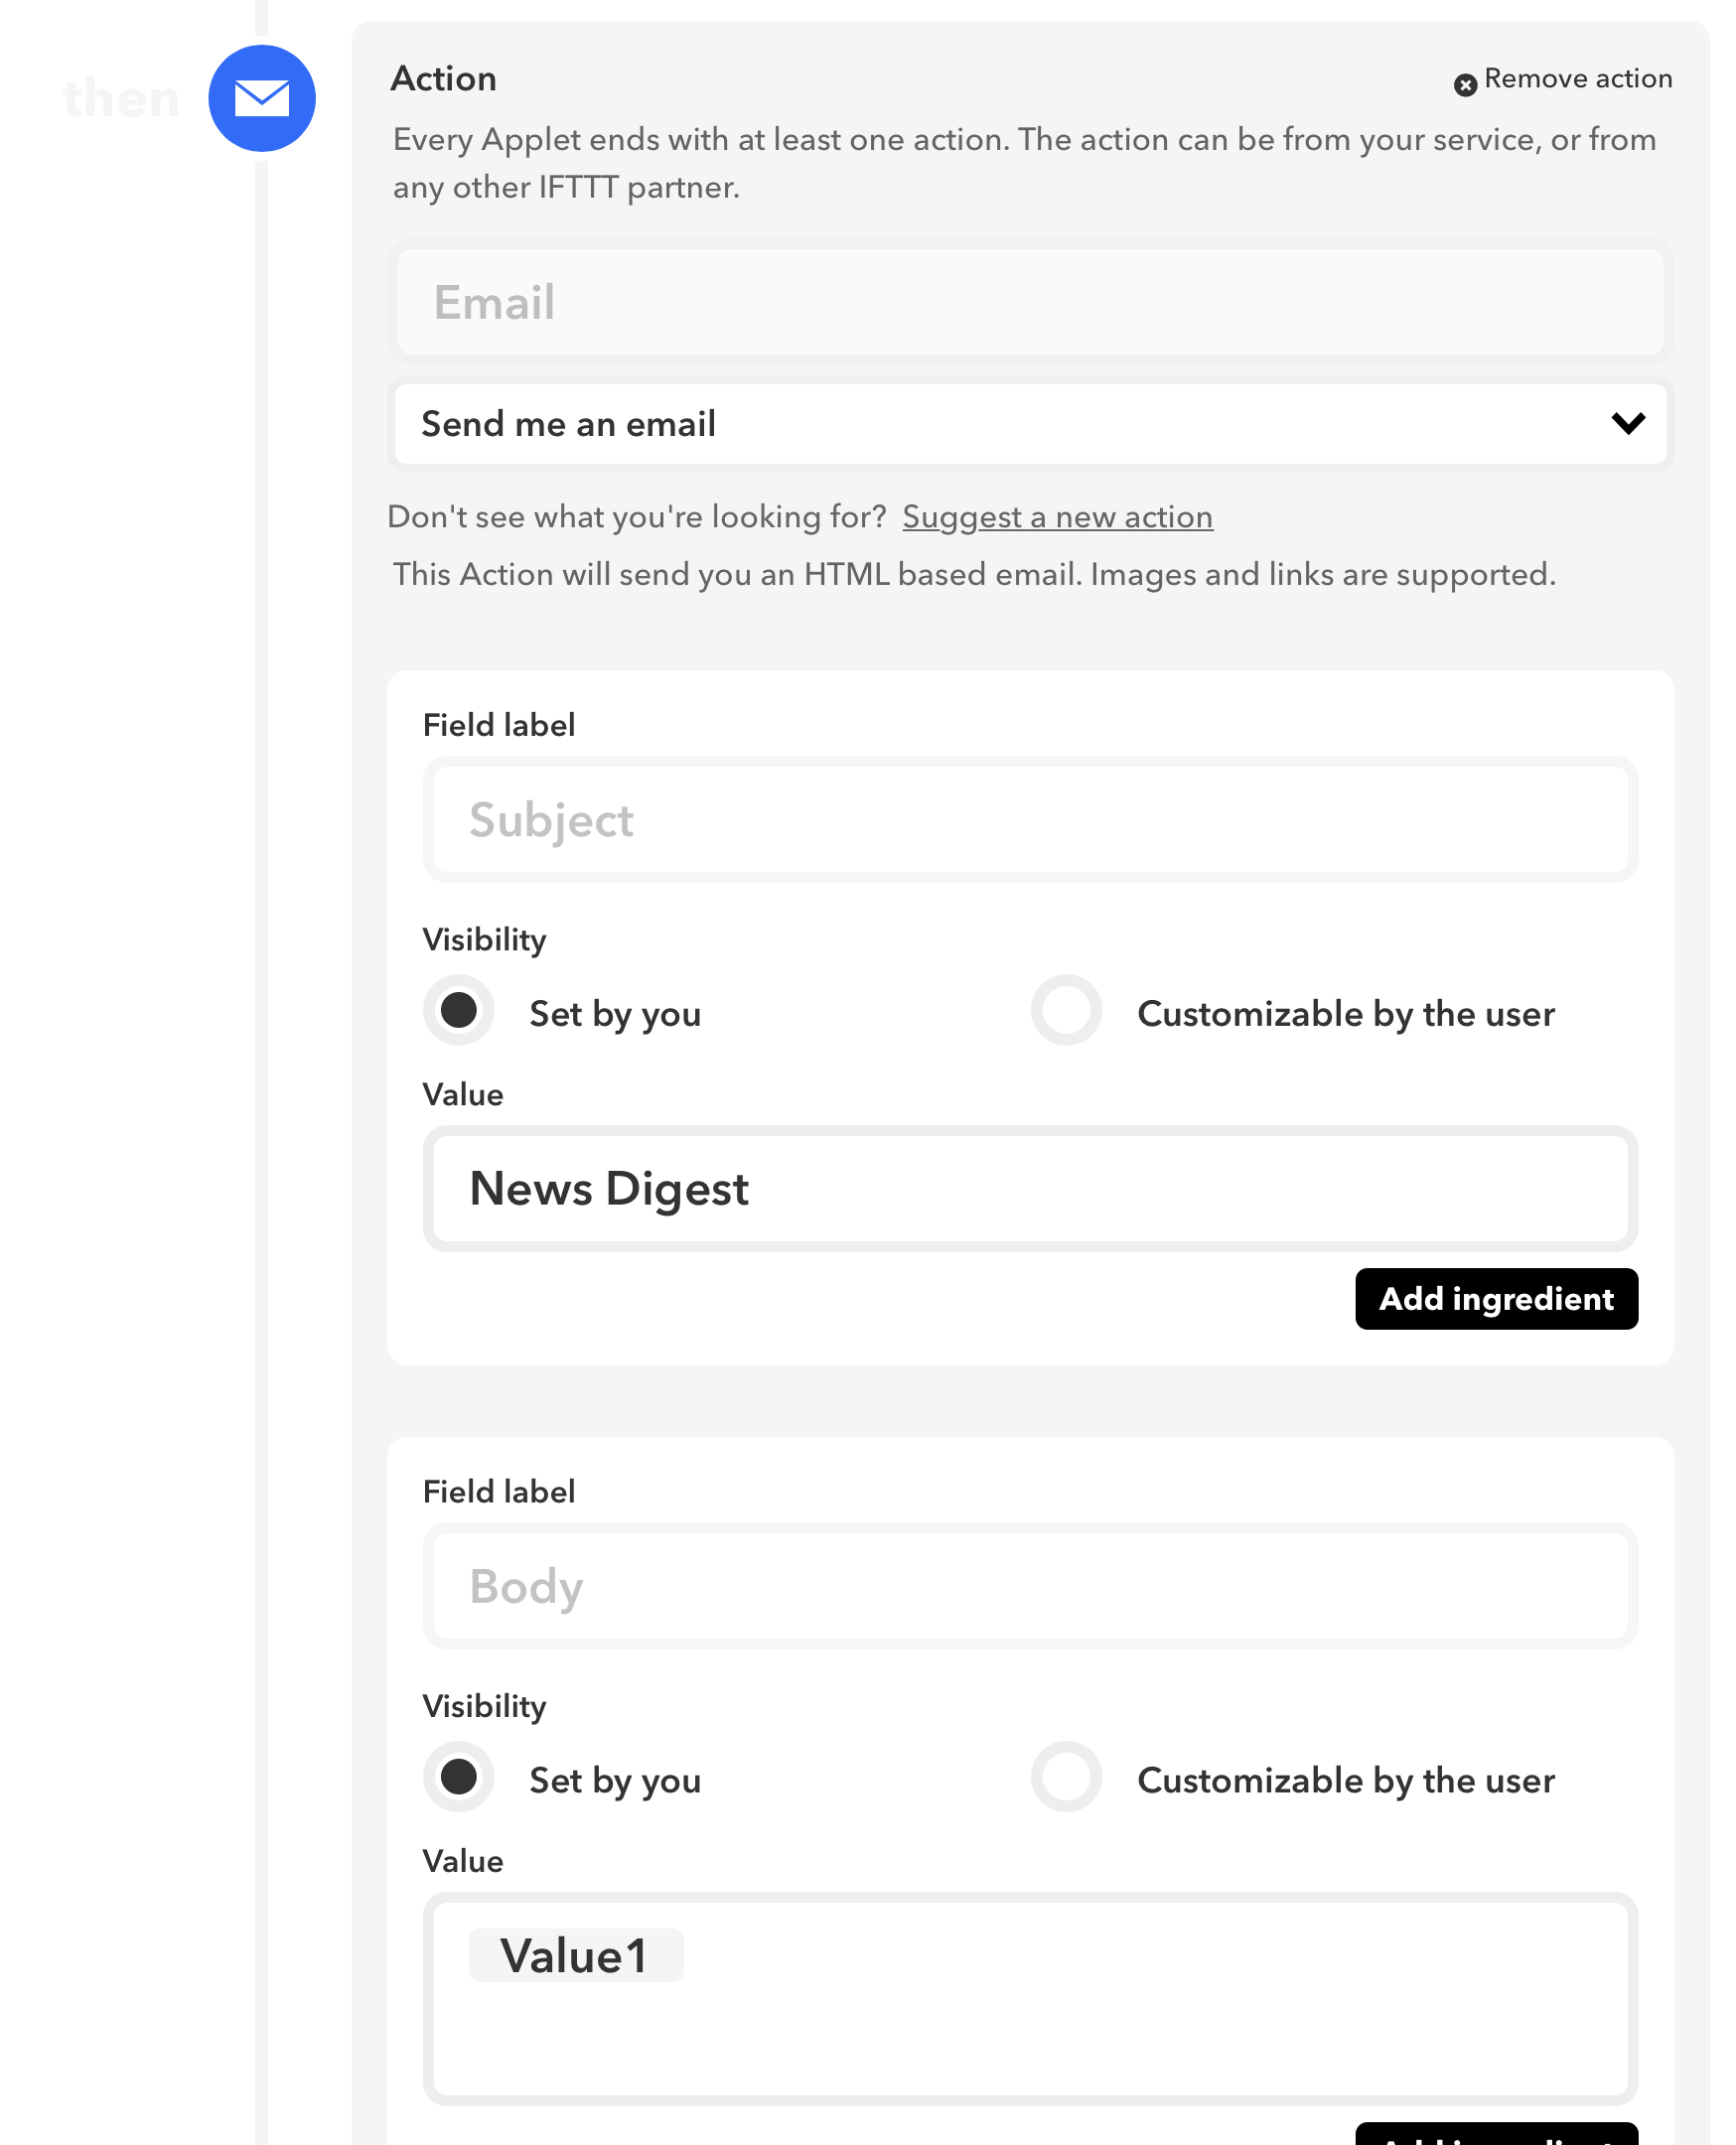 then
Action
Remove action
Every Applet ends with at least one action. The action can be from your service, or from
any other IFTTT partner.
Email
Send me an email
Don't see what you're looking for? Suggest a new action
This Action will send you an HTML based email. Images and links are supported.
Field label
Subject
Visibility
Set by you
Customizable by the user
Value
News Digest
Add ingredient
Field label
Body
Visibility
Set by you
Customizable by the user
Value
Value1
Add ingredient